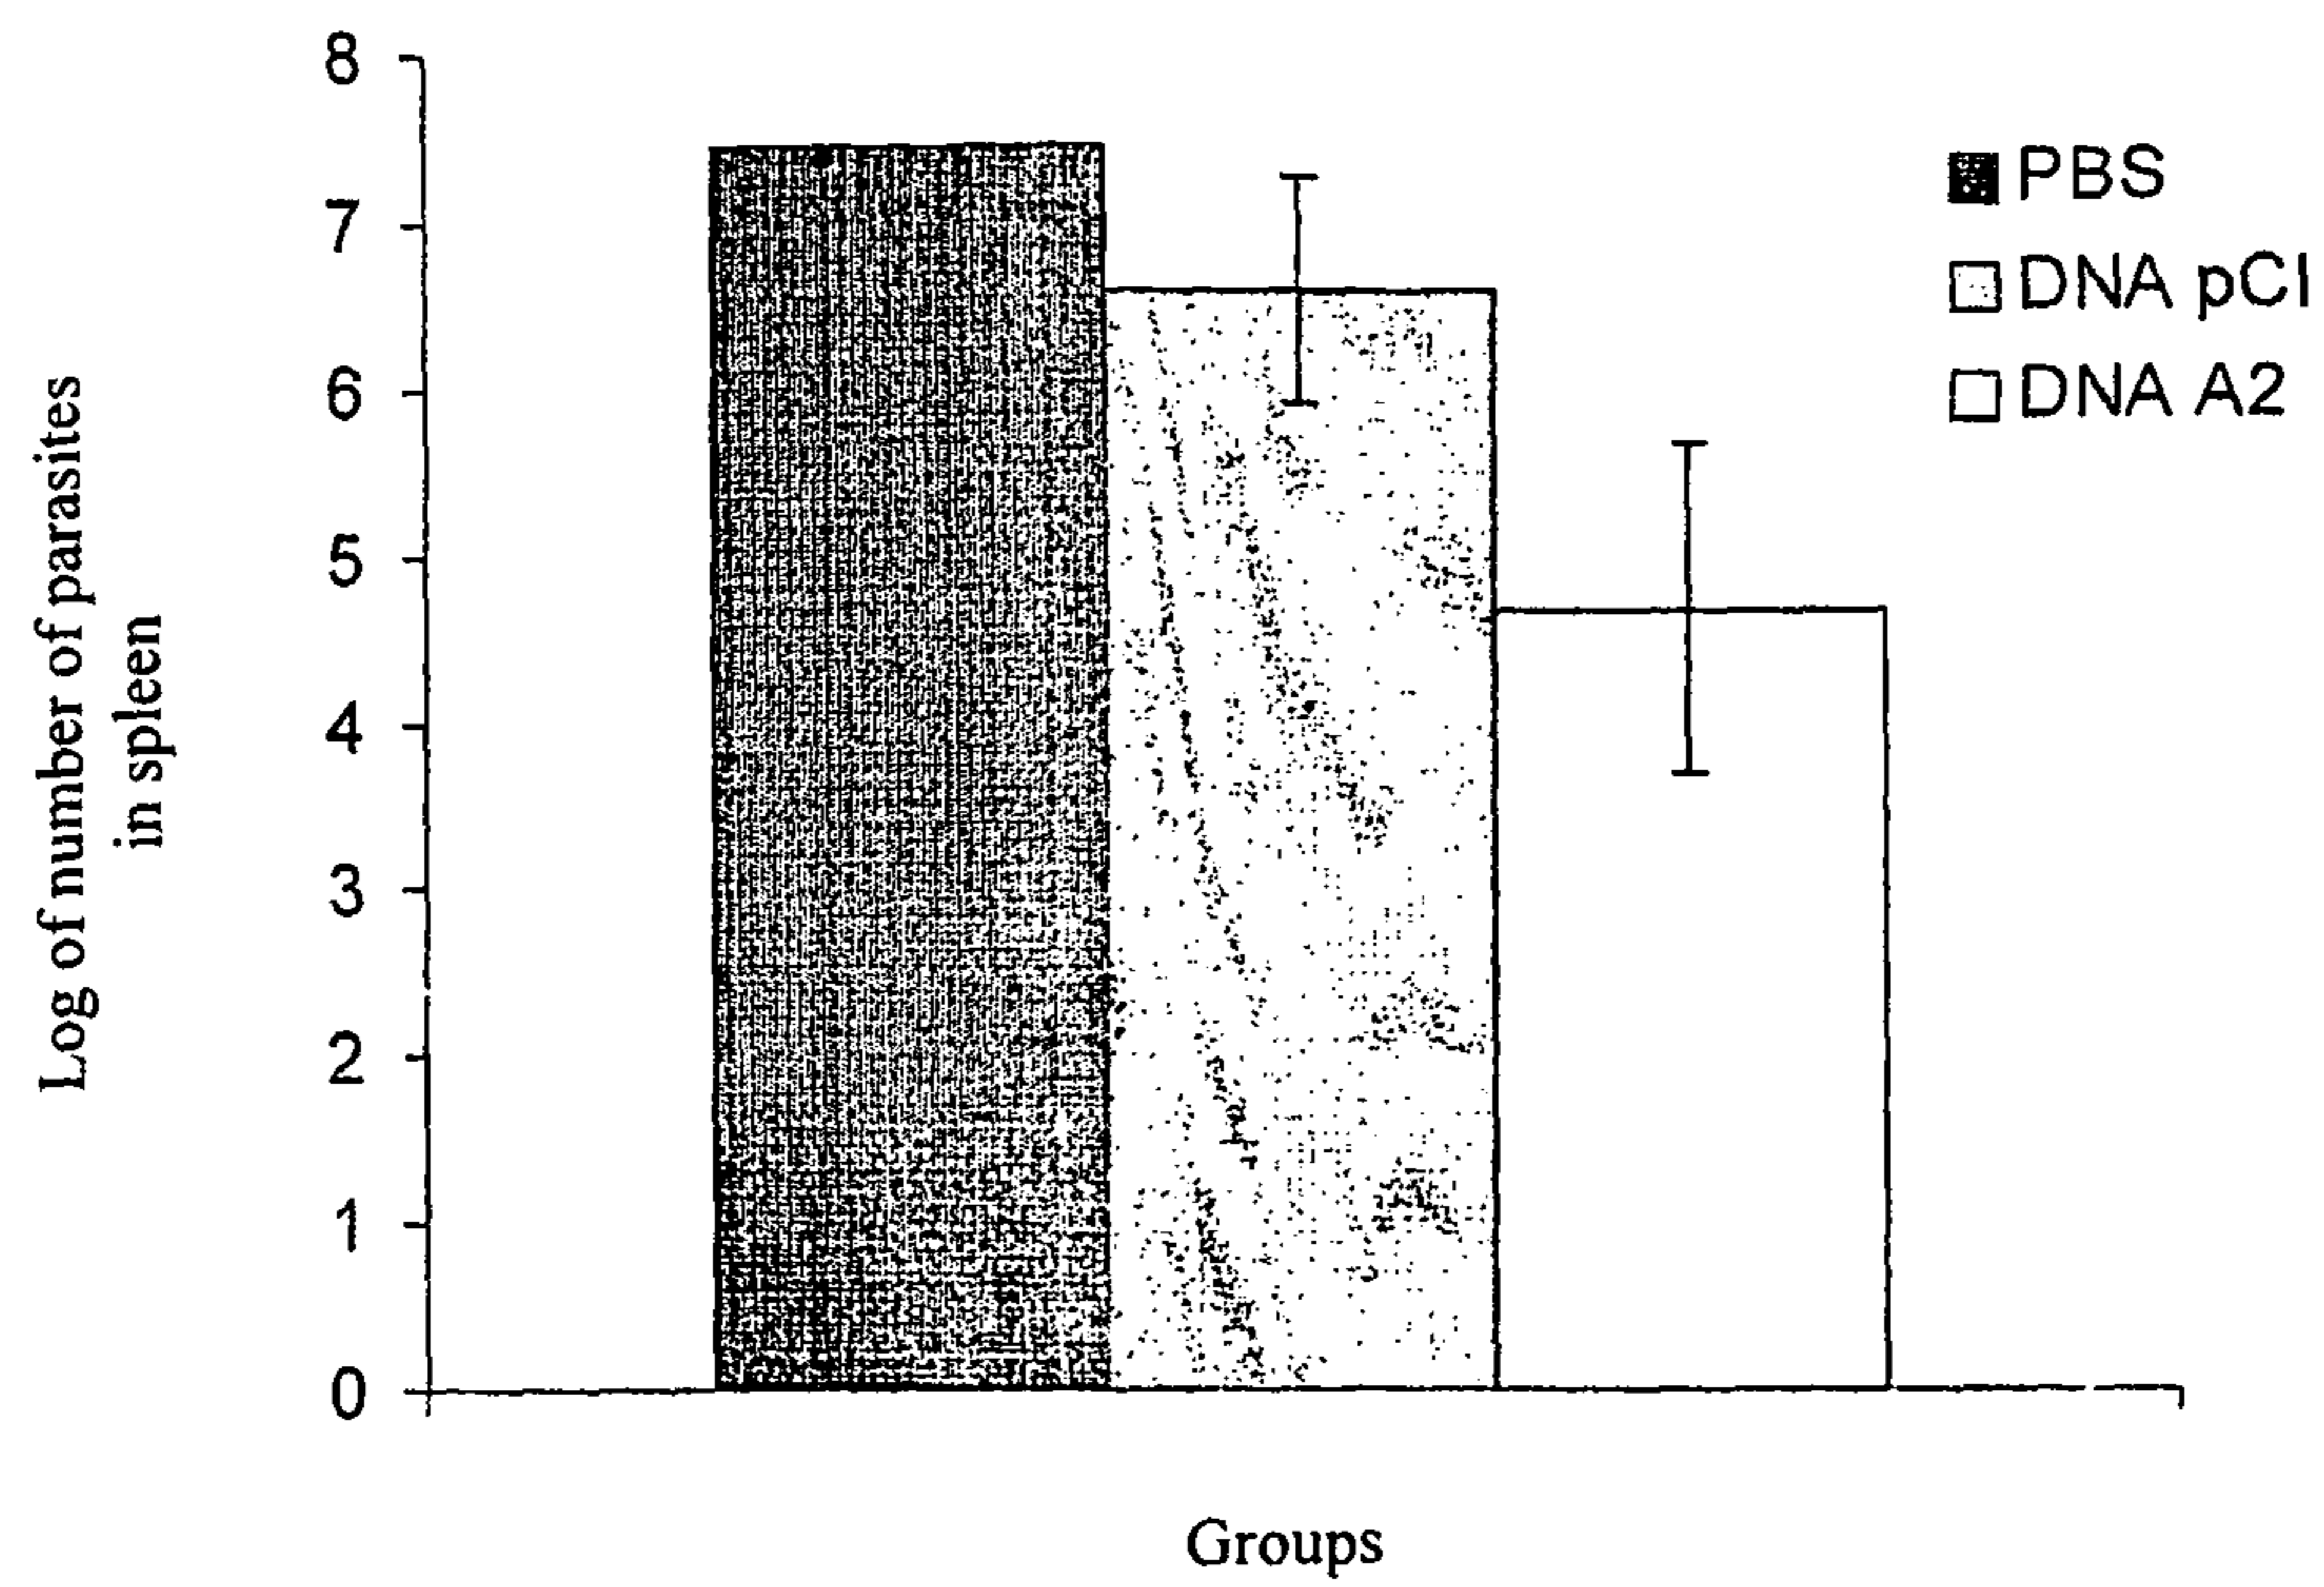 8
7
6
5
4
3
2
1
0
Log of number of parasites
in spleen
PBS
DNA pCI
DNA A2
Groups